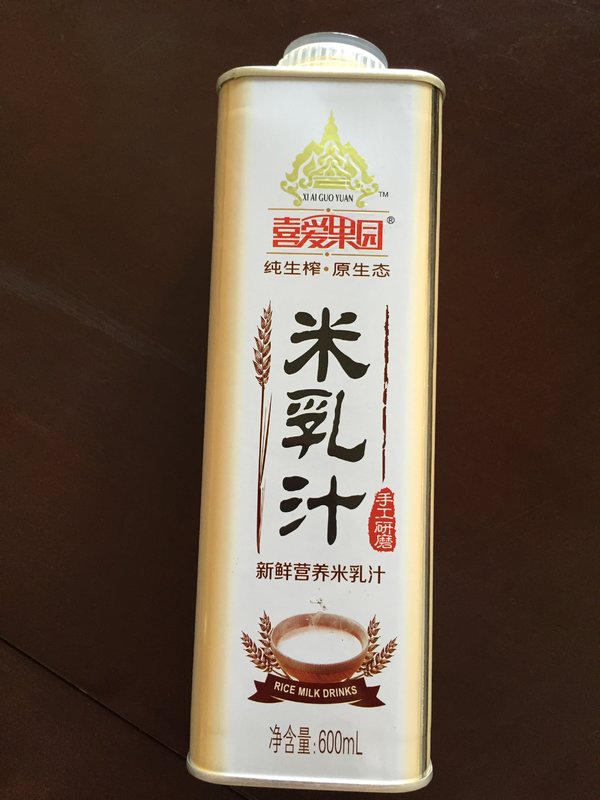 XI AI GUO YUAN TM
喜爱果园®
纯生榨·原生态
米乳汁
手工研磨
新鲜营养米乳汁
RICE MILK DRINKS
净含量:600mL